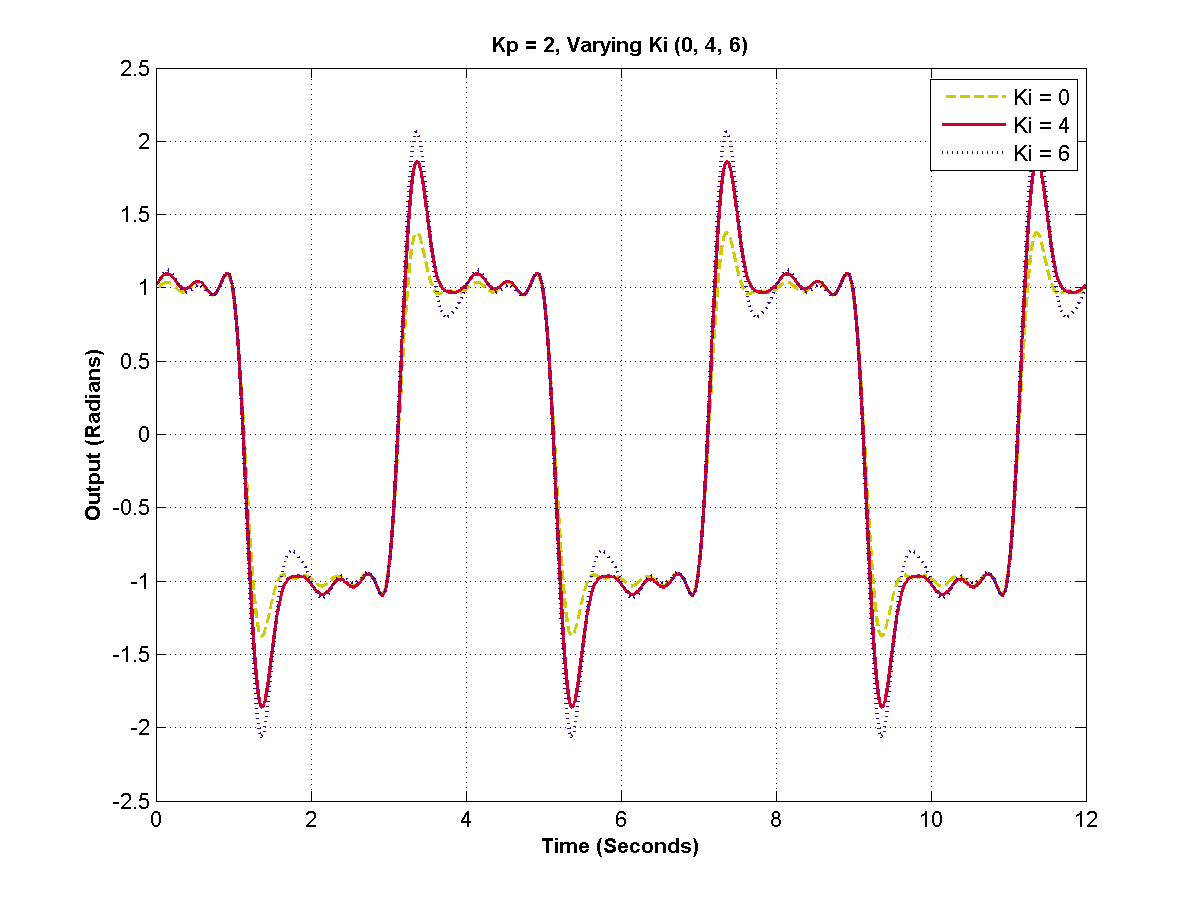 Kp = 2, Varying Ki (0, 4, 6)
2.5
2
1.5
1
0.5
0
-0.5
-1
-1.5
-2
-2.5
Output (Radians)
Ki = 0
Ki = 4
Ki = 6
0 2 4 6 8 10 12
Time (Seconds)